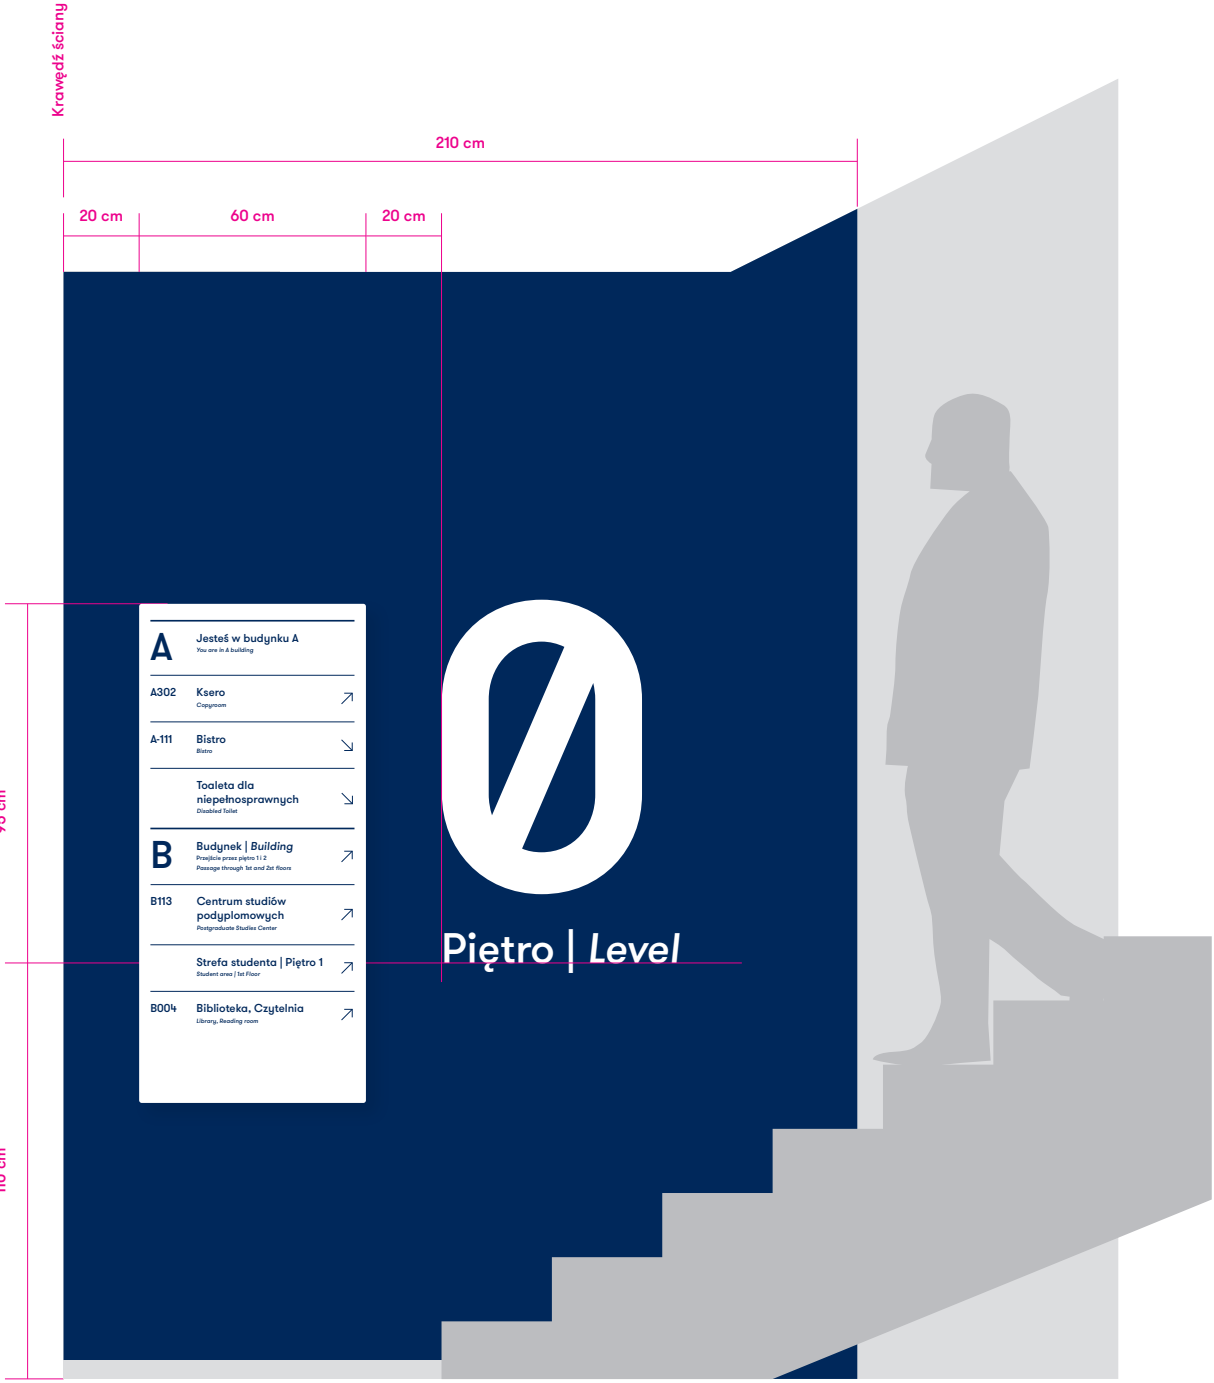 Krawędź ściany
210 cm
20 cm
60 cm
20 cm
A
Jesteś w budynku A
You are in A building
A302
Ksero
Copyroom
A-111
Bistro
Bistro
Toaleta dla
niepełnosprawnych
Disabled Toilet
B
Budynek | Building
Przejście przez piętro 1 i 2
Passage through 1st and 2st floors
B113
Centrum studiów
podyplomowych
Postgraduate Studies Center
Strefa studenta | Piętro 1
Student area | 1st Floor
B004
Biblioteka, Czytelnia
Library, Reading room
0
Piętro | Level